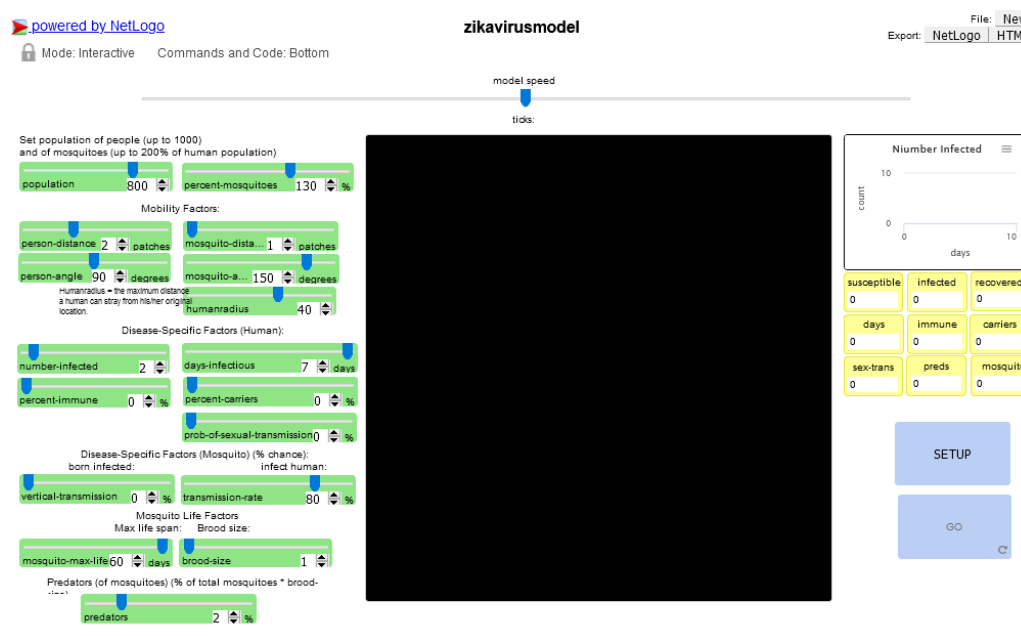 powered by NetLogo
zikavirusmodel
File: New
Export: NetLogo HTM
Mode: Interactive Commands and Code: Bottom
model speed
ticks:
Set population of people (up to 1000)
and of mosquitoes (up to 200% of human population)
population 800
percent-mosquitoes 130 %
Mobility Factors:
person-distance 2 patches
mosquito-dista... 1 patches
person-angle 90 degrees
mosquito-a... 150 degrees
Humanradius = the maximum distance
a human can stray from his/her original
location.
humanradius 40
Disease-Specific Factors (Human):
number-infected 2
days-infectious 7 days
percent-immune 0 %
percent-carriers 0 %
prob-of-sexual-transmission 0 %
Disease-Specific Factors (Mosquito) (% chance):
born infected: infect human:
vertical-transmission 0 %
transmission-rate 80 %
Mosquito Life Factors
Max life span: Brood size:
mosquito-max-life 60 days
brood-size 1
Predators (of mosquitoes) (% of total mosquitoes * brood-
predators 2 %
Niumber Infected
10
count
0
0 10
days
susceptible infected recovered
0 0 0
days immune carriers
0 0 0
sex-trans preds mosquito
0 0 0
SETUP
GO